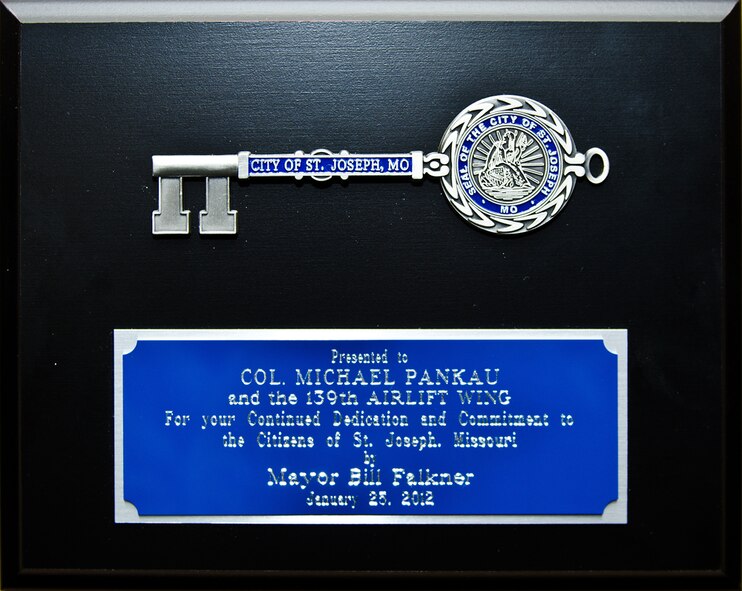 CITY OF ST. JOSEPH, MO
SEAL OF THE CITY OF ST. JOSEPH
MO
Presented to
COL. MICHAEL PANKAU
and the 139th AIRLIFT WING
For your Continued Dedication and Commitment to
the Citizens of St. Joseph, Missouri
by
Mayor Bill Falkner
January 25, 2012